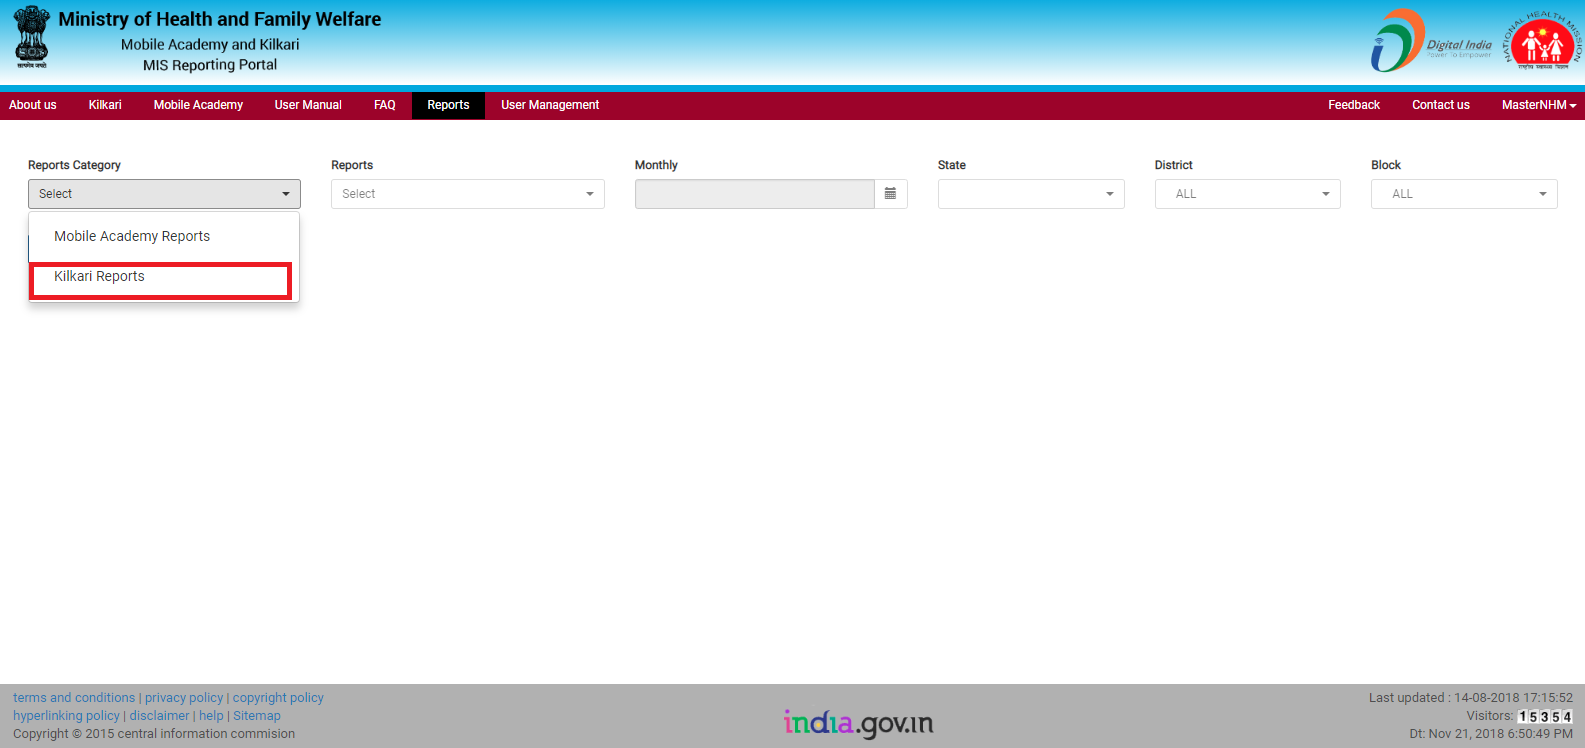 Ministry of Health and Family Welfare
Mobile Academy and Kilkari
MIS Reporting Portal
सत्यमेव जयते
Digital India
Power To Empower
NATIONAL HEALTH MISSION
राष्ट्रीय स्वास्थ्य मिशन
About us Kilkari Mobile Academy User Manual FAQ Reports User Management Feedback Contact us MasterNHM
Reports Category Reports Monthly State District Block
Select Select ALL ALL
Mobile Academy Reports
Kilkari Reports
terms and conditions | privacy policy | copyright policy
hyperlinking policy | disclaimer | help | Sitemap
Copyright © 2015 central information commision
india.gov.in
Last updated : 14-08-2018 17:15:52
Visitors: 15354
Dt: Nov 21, 2018 6:50:49 PM